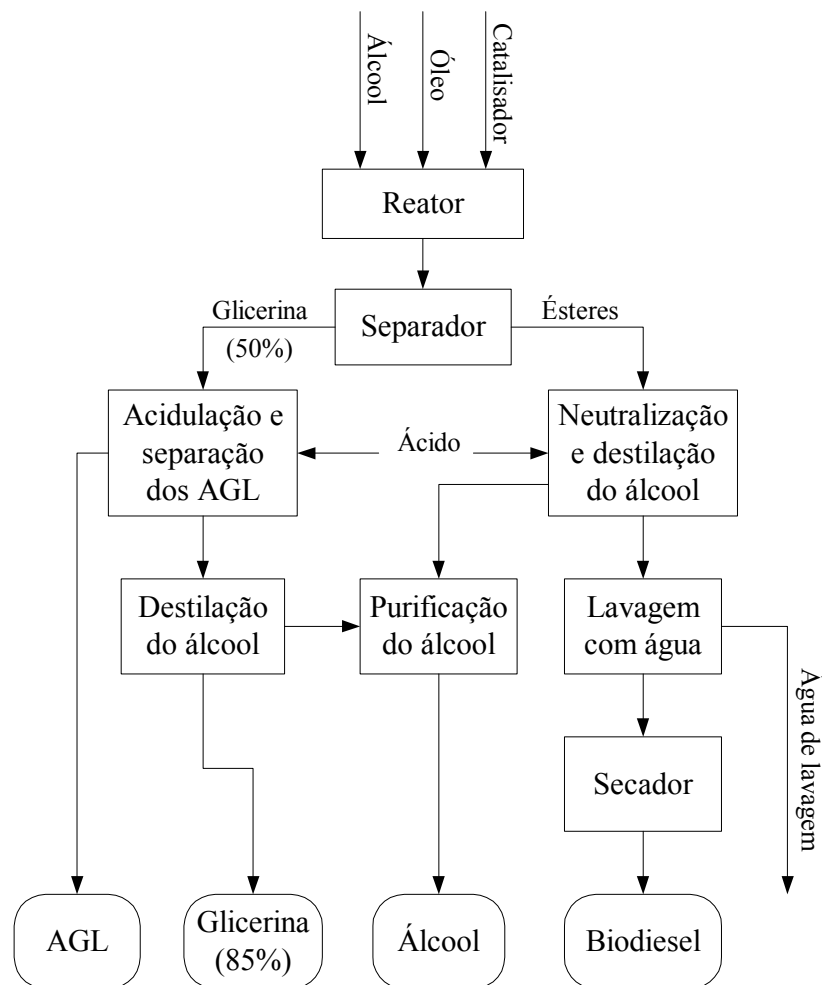 Álcool
Óleo
Catalisador
Reator
Separador
Glicerina
(50%)
Ésteres
Acidulação e
separação
dos AGL
Ácido
Neutralização
e destilação
do álcool
Destilação
do álcool
Purificação
do álcool
Lavagem
com água
Água de lavagem
Secador
AGL
Glicerina
(85%)
Álcool
Biodiesel